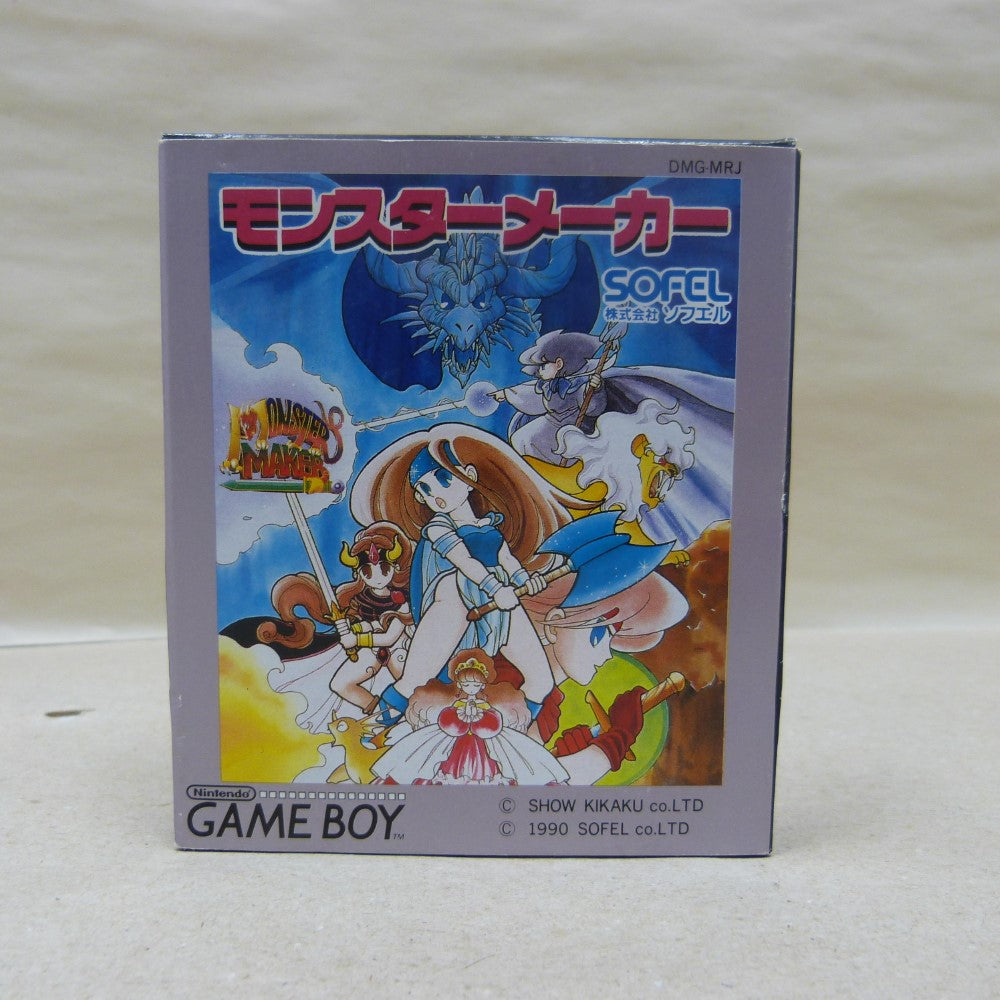 DMG-MRJ
モンスターメーカー
SOFEL
株式会社 ソフエル
MONSTER
MAKER
Nintendo
GAME BOY™
© SHOW KIKAKU co.LTD
© 1990 SOFEL co.LTD